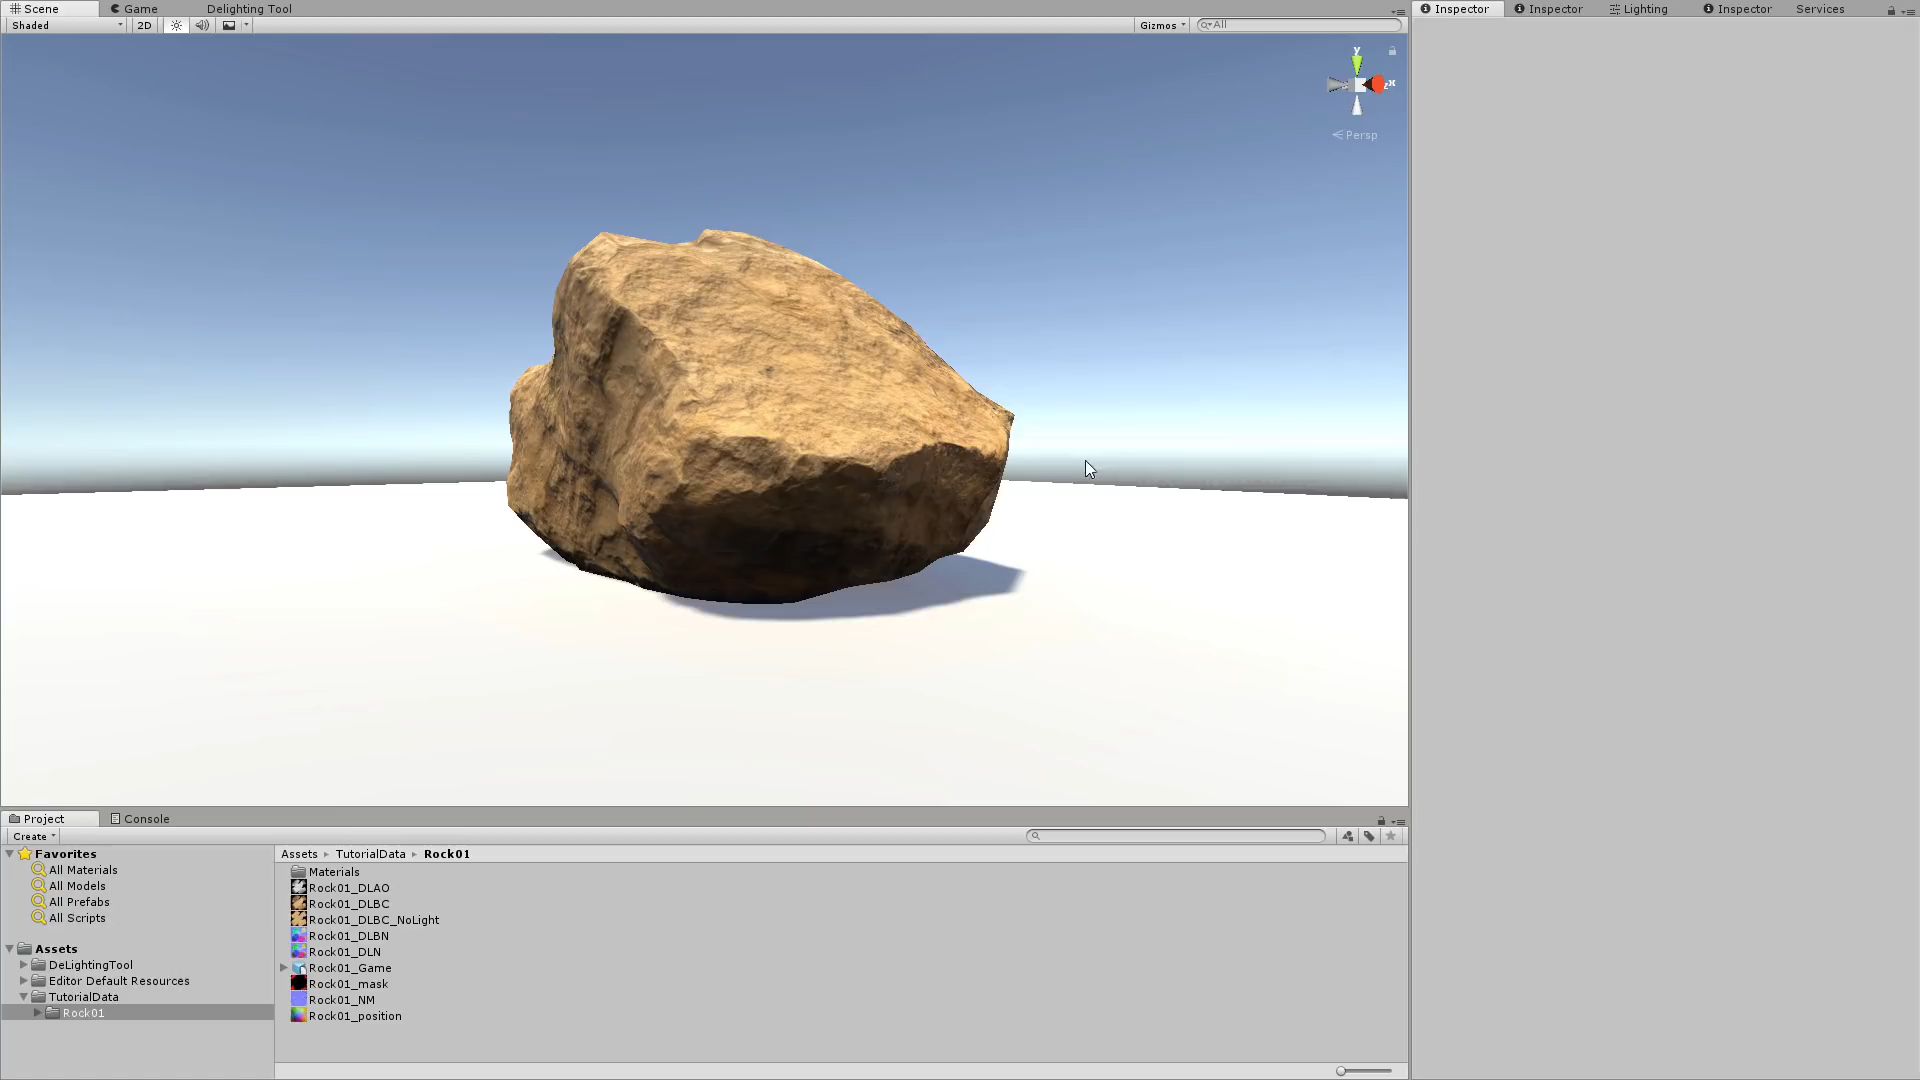 Scene Game Delighting Tool
Inspector Inspector Lighting Inspector Services
Shaded 2D Gizmos All
y
x
z
Persp
Project Console
Create
Favorites
All Materials
All Models
All Prefabs
All Scripts
Assets
DeLightingTool
Editor Default Resources
TutorialData
Rock01
Assets ▸ TutorialData ▸ Rock01
Materials
Rock01_DLAO
Rock01_DLBC
Rock01_DLBC_NoLight
Rock01_DLBN
Rock01_DLN
Rock01_Game
Rock01_mask
Rock01_NM
Rock01_position